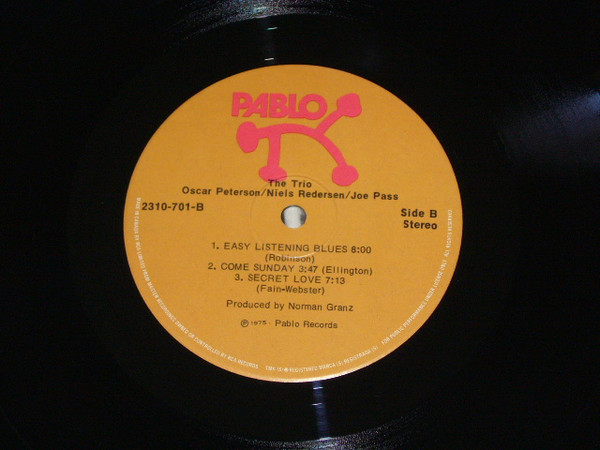 PABLO
The Trio
Oscar Peterson/Niels Redersen/Joe Pass
2310-701-B
Side B
Stereo
1. EASY LISTENING BLUES 8:00
(Robinson)
2. COME SUNDAY 3:47 (Ellington)
3. SECRET LOVE 7:13
(Fain-Webster)
Produced by Norman Granz
℗ 1975 · Pablo Records